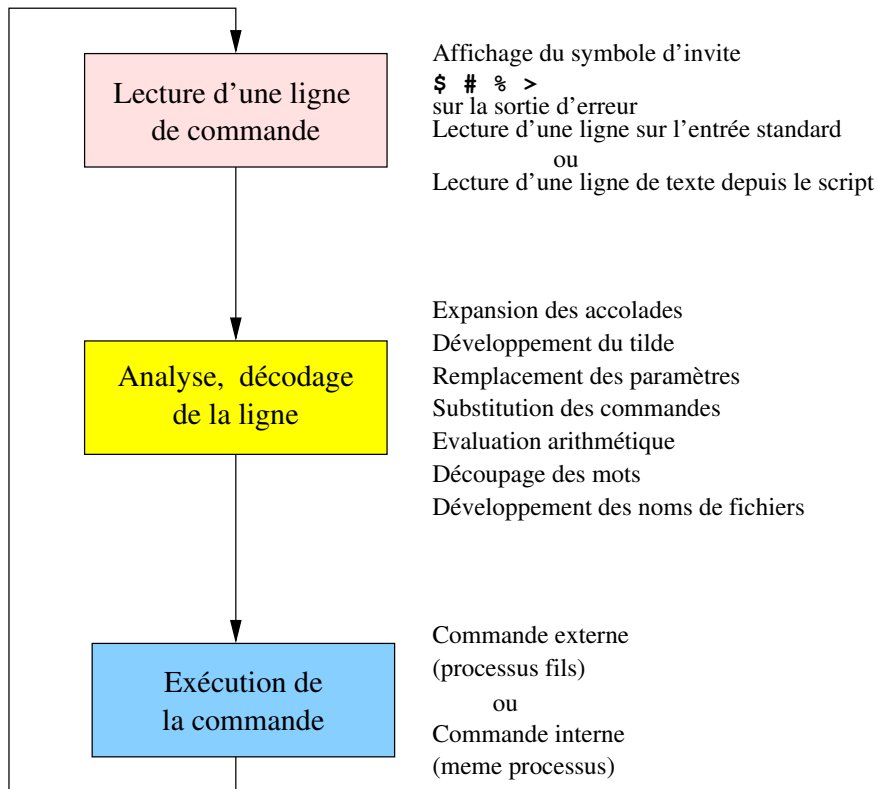 Lecture d'une ligne
de commande
Affichage du symbole d'invite
$ # % >
sur la sortie d'erreur
Lecture d'une ligne sur l'entrée standard
ou
Lecture d'une ligne de texte depuis le script
Analyse, décodage
de la ligne
Expansion des accolades
Développement du tilde
Remplacement des paramètres
Substitution des commandes
Evaluation arithmétique
Découpage des mots
Développement des noms de fichiers
Exécution de
la commande
Commande externe
(processus fils)
ou
Commande interne
(meme processus)